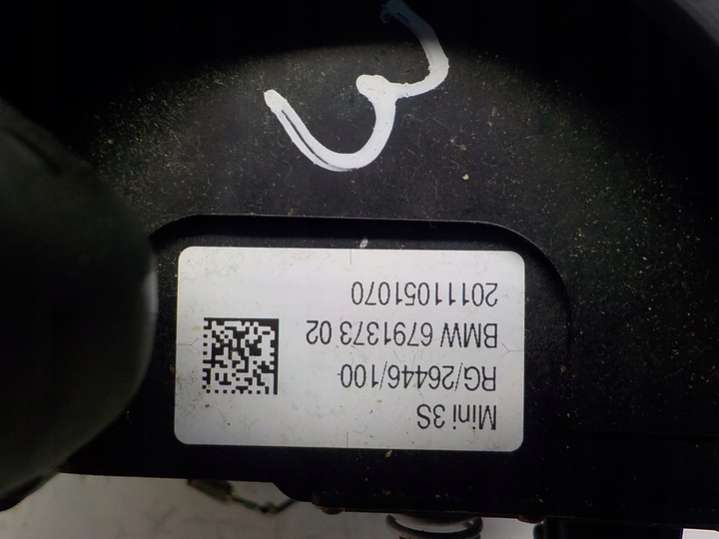 Mini 3S
RG/26446/100
BMW 6791373 02
20111051070